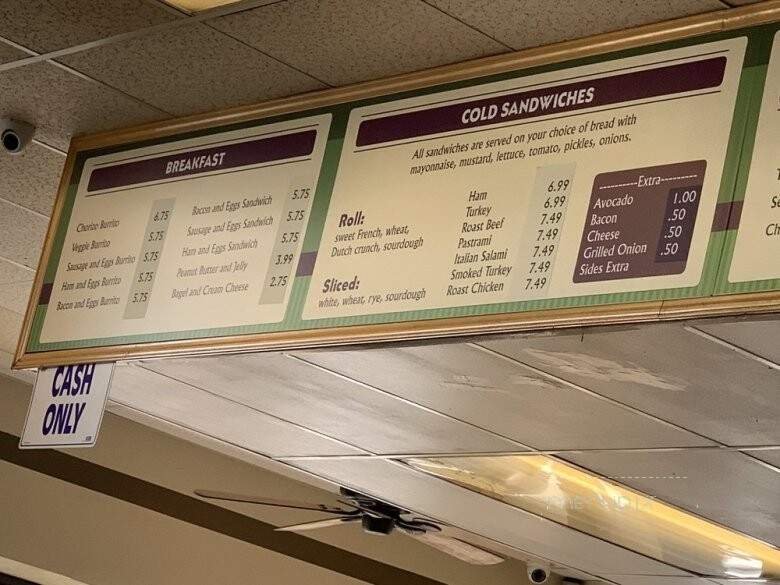 BREAKFAST
Chorizo Burrito 6.75
Veggie Burrito 5.75
Sausage and Eggs Burrito 5.75
Ham and Eggs Burrito 5.75
Bacon and Eggs Burrito 5.75
Bacon and Eggs Sandwich 5.75
Sausage and Eggs Sandwich 5.75
Ham and Eggs Sandwich 5.75
Peanut Butter and Jelly 3.99
Bagel and Cream Cheese 2.75
COLD SANDWICHES
All sandwiches are served on your choice of bread with
mayonnaise, mustard, lettuce, tomato, pickles, onions.
Roll:
sweet French, wheat,
Dutch crunch, sourdough
Sliced:
white, wheat, rye, sourdough
Ham 6.99
Turkey 6.99
Roast Beef 7.49
Pastrami 7.49
Italian Salami 7.49
Smoked Turkey 7.49
Roast Chicken 7.49
----------Extra----------
Avocado 1.00
Bacon .50
Cheese .50
Grilled Onion .50
Sides Extra
CASH
ONLY